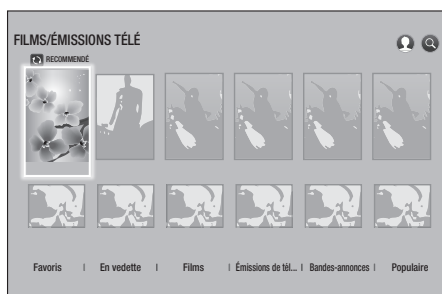 FILMS/ÉMISSIONS TÉLÉ
RECOMMENDÉ
Favoris | En vedette | Films | Émissions de tél... | Bandes-annonces | Populaire